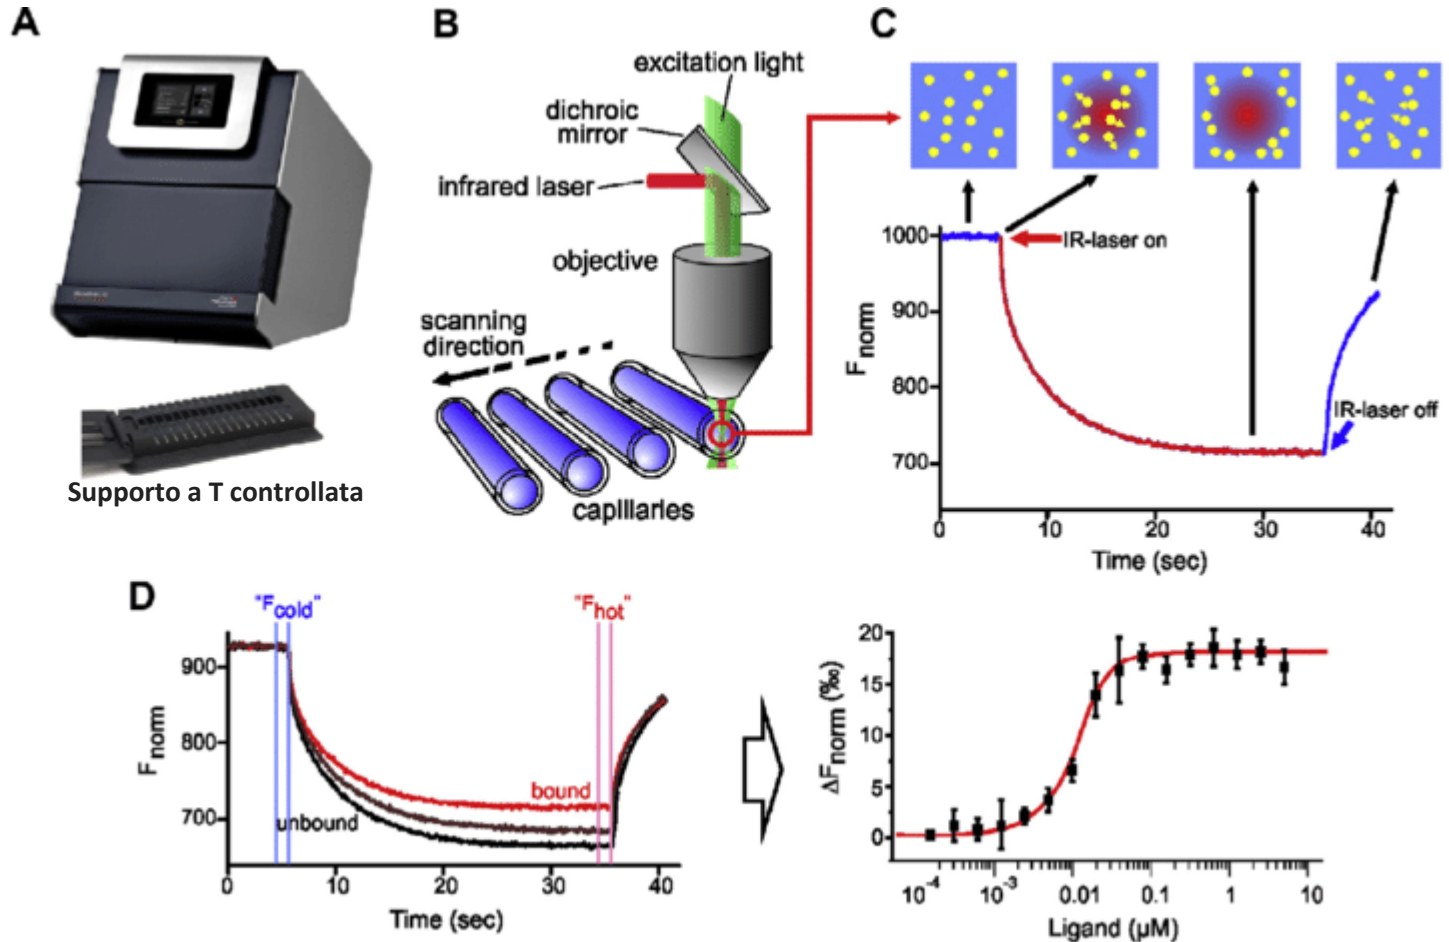 A
Supporto a T controllata
B
excitation light
dichroic
mirror
infrared laser
objective
scanning
direction
capillaries
C
1000
900
800
700
Fnorm
IR-laser on
IR-laser off
0 10 20 30 40
Time (sec)
D
"Fcold"
"Fhot"
900
800
700
Fnorm
bound
unbound
0 10 20 30 40
Time (sec)
20
15
10
5
0
ΔFnorm (‰)
10⁻⁴ 10⁻³ 0.01 0.1 1 10
Ligand (µM)